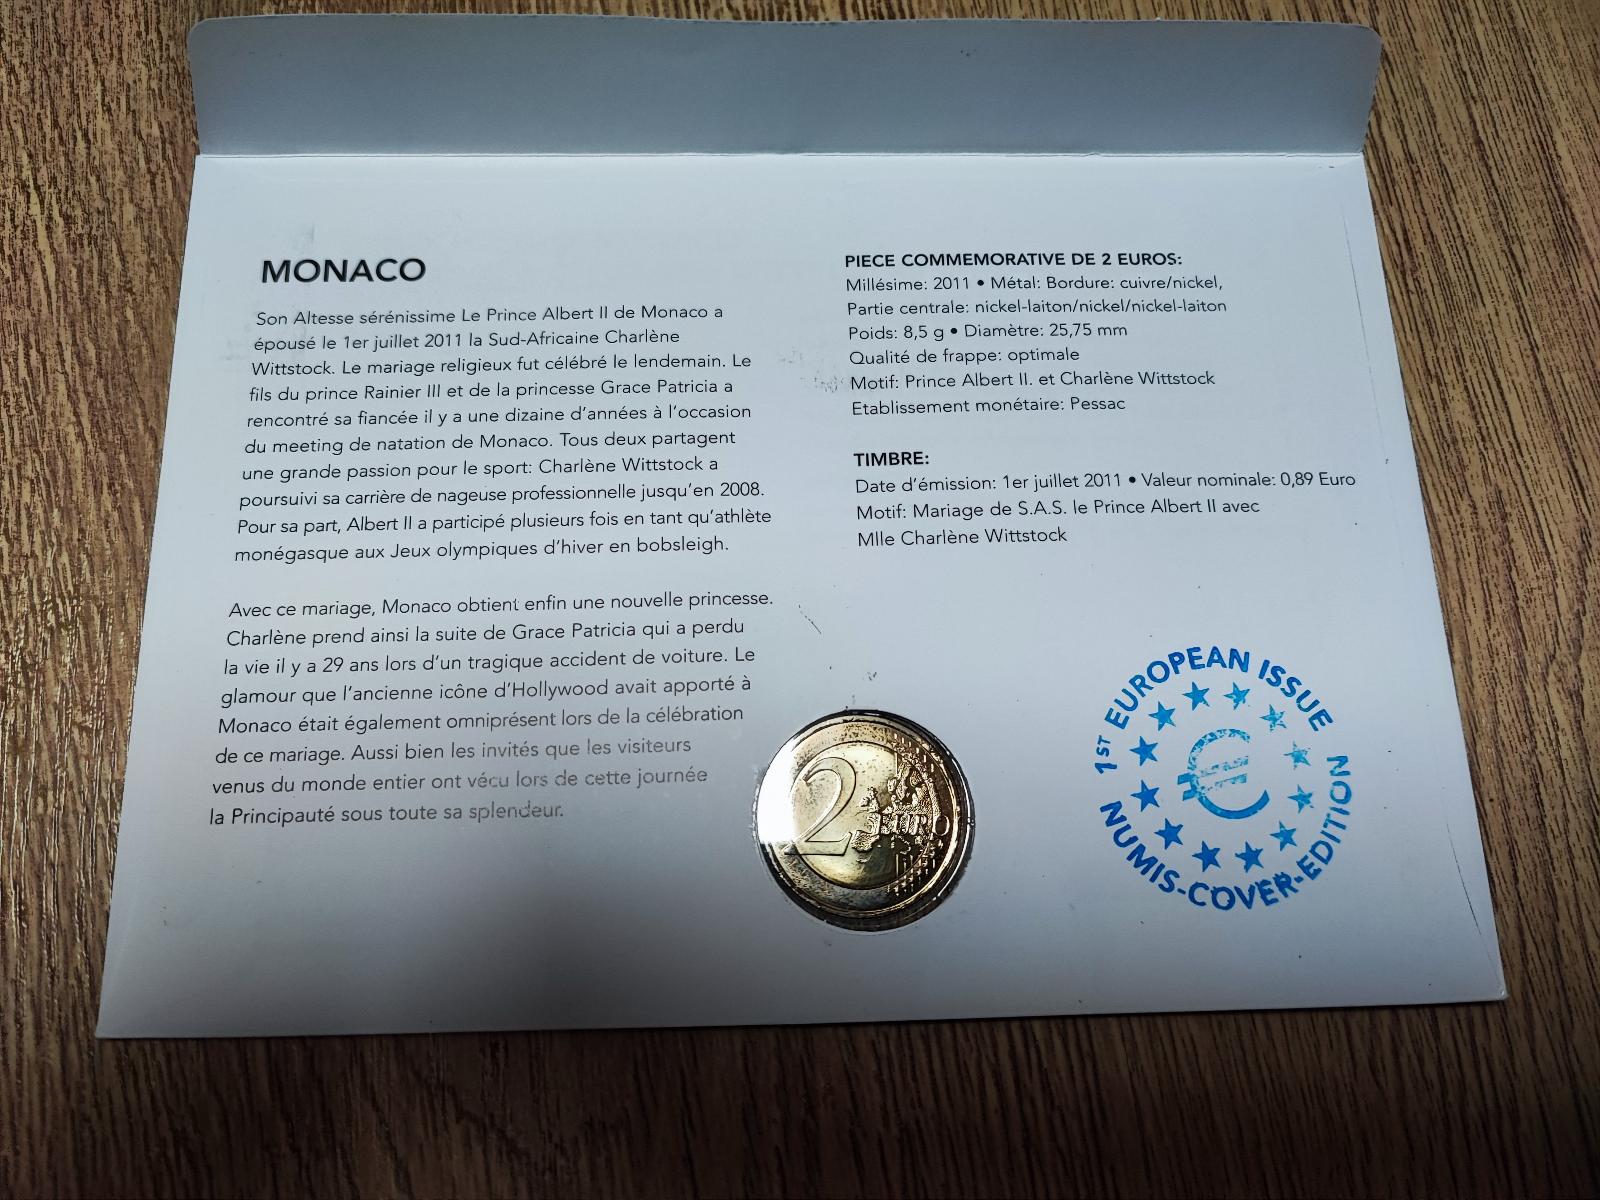 MONACO
Son Altesse sérénissime Le Prince Albert II de Monaco a
épousé le 1er juillet 2011 la Sud-Africaine Charlène
Wittstock. Le mariage religieux fut célébré le lendemain. Le
fils du prince Rainier III et de la princesse Grace Patricia a
rencontré sa fiancée il y a une dizaine d'années à l'occasion
du meeting de natation de Monaco. Tous deux partagent
une grande passion pour le sport: Charlène Wittstock a
poursuivi sa carrière de nageuse professionnelle jusqu'en 2008.
Pour sa part, Albert II a participé plusieurs fois en tant qu'athlète
monégasque aux Jeux olympiques d'hiver en bobsleigh.
Avec ce mariage, Monaco obtient enfin une nouvelle princesse.
Charlène prend ainsi la suite de Grace Patricia qui a perdu
la vie il y a 29 ans lors d'un tragique accident de voiture. Le
glamour que l'ancienne icône d'Hollywood avait apporté à
Monaco était également omniprésent lors de la célébration
de ce mariage. Aussi bien les invités que les visiteurs
venus du monde entier ont vécu lors de cette journée
la Principauté sous toute sa splendeur.
PIECE COMMEMORATIVE DE 2 EUROS:
Millésime: 2011 • Métal: Bordure: cuivre/nickel,
Partie centrale: nickel-laiton/nickel/nickel-laiton
Poids: 8,5 g • Diamètre: 25,75 mm
Qualité de frappe: optimale
Motif: Prince Albert II. et Charlène Wittstock
Etablissement monétaire: Pessac
TIMBRE:
Date d'émission: 1er juillet 2011 • Valeur nominale: 0,89 Euro
Motif: Mariage de S.A.S. le Prince Albert II avec
Mlle Charlène Wittstock
2 EURO
1ST EUROPEAN ISSUE
€
NUMIS-COVER-EDITION